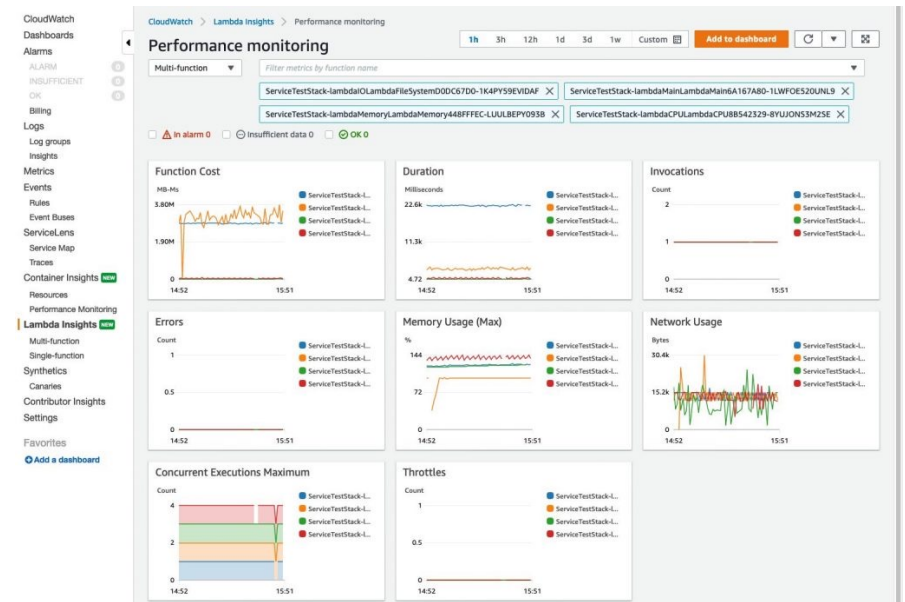 CloudWatch
Dashboards
Alarms
ALARM 0
INSUFFICIENT 0
OK 0
Billing
Logs
Log groups
Insights
Metrics
Events
Rules
Event Buses
ServiceLens
Service Map
Traces
Container Insights NEW
Resources
Performance Monitoring
Lambda Insights NEW
Multi-function
Single-function
Synthetics
Canaries
Contributor Insights
Settings
Favorites
Add a dashboard
CloudWatch > Lambda Insights > Performance monitoring
Performance monitoring
1h 3h 12h 1d 3d 1w Custom Add to dashboard
Multi-function Filter metrics by function name
ServiceTestStack-lambdaIOLambdaFileSystemD0DC67D0-1K4PY59EVIDAF ServiceTestStack-lambdaMainLambdaMain6A167A80-1LWFOE520UNL9
ServiceTestStack-lambdaMemoryLambdaMemory448FFFEC-LUULBEPY093B ServiceTestStack-lambdaCPULambdaCPU8B542329-8YUJON53M2SE
In alarm 0 Insufficient data 0 OK 0
Function Cost
MB-Ms
3.80M
1.90M
0
14:52 15:51
ServiceTestStack-l...
ServiceTestStack-l...
ServiceTestStack-l...
ServiceTestStack-l...
Duration
Milliseconds
22.6k
11.3k
4.72
14:52 15:51
ServiceTestStack-l...
ServiceTestStack-l...
ServiceTestStack-l...
ServiceTestStack-l...
Invocations
Count
2
1
0
14:52 15:51
ServiceTestStack-l...
ServiceTestStack-l...
ServiceTestStack-l...
ServiceTestStack-l...
Errors
Count
1
0.5
0
14:52 15:51
ServiceTestStack-l...
ServiceTestStack-l...
ServiceTestStack-l...
ServiceTestStack-l...
Memory Usage (Max)
%
144
72
0
14:52 15:51
ServiceTestStack-l...
ServiceTestStack-l...
ServiceTestStack-l...
ServiceTestStack-l...
Network Usage
Bytes
30.4k
15.2k
0
14:52 15:51
ServiceTestStack-l...
ServiceTestStack-l...
ServiceTestStack-l...
ServiceTestStack-l...
Concurrent Executions Maximum
Count
4
2
0
14:52 15:51
ServiceTestStack-l...
ServiceTestStack-l...
ServiceTestStack-l...
ServiceTestStack-l...
Throttles
Count
1
0.5
0
14:52 15:51
ServiceTestStack-l...
ServiceTestStack-l...
ServiceTestStack-l...
ServiceTestStack-l...